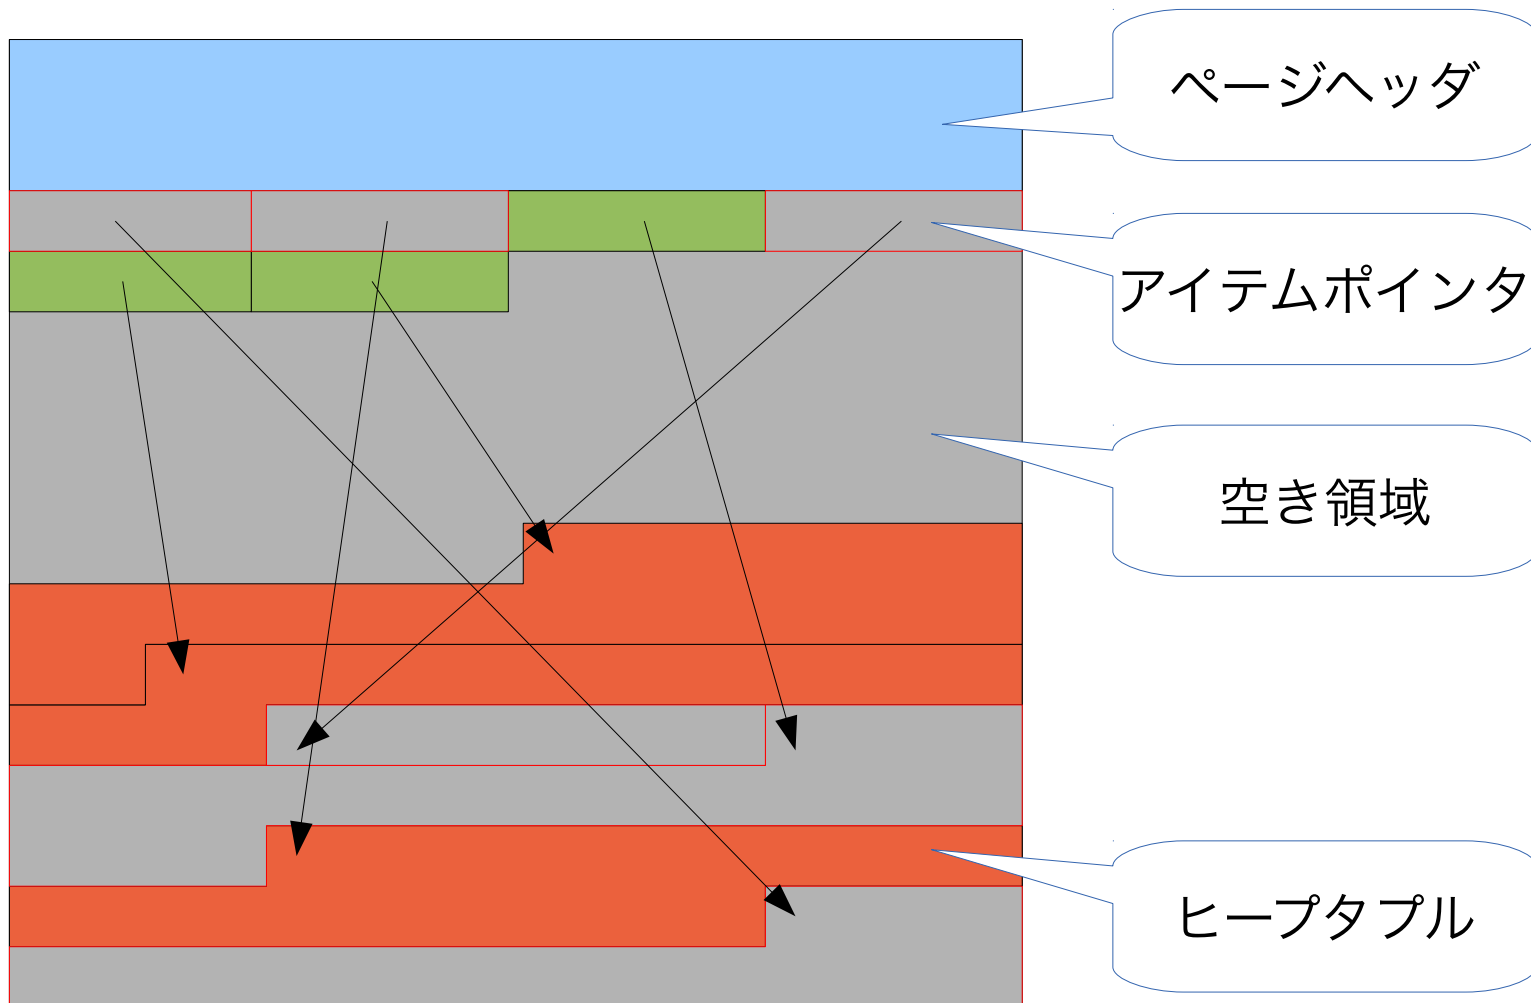 ページヘッダ
アイテムポインタ
空き領域
ヒープタプル